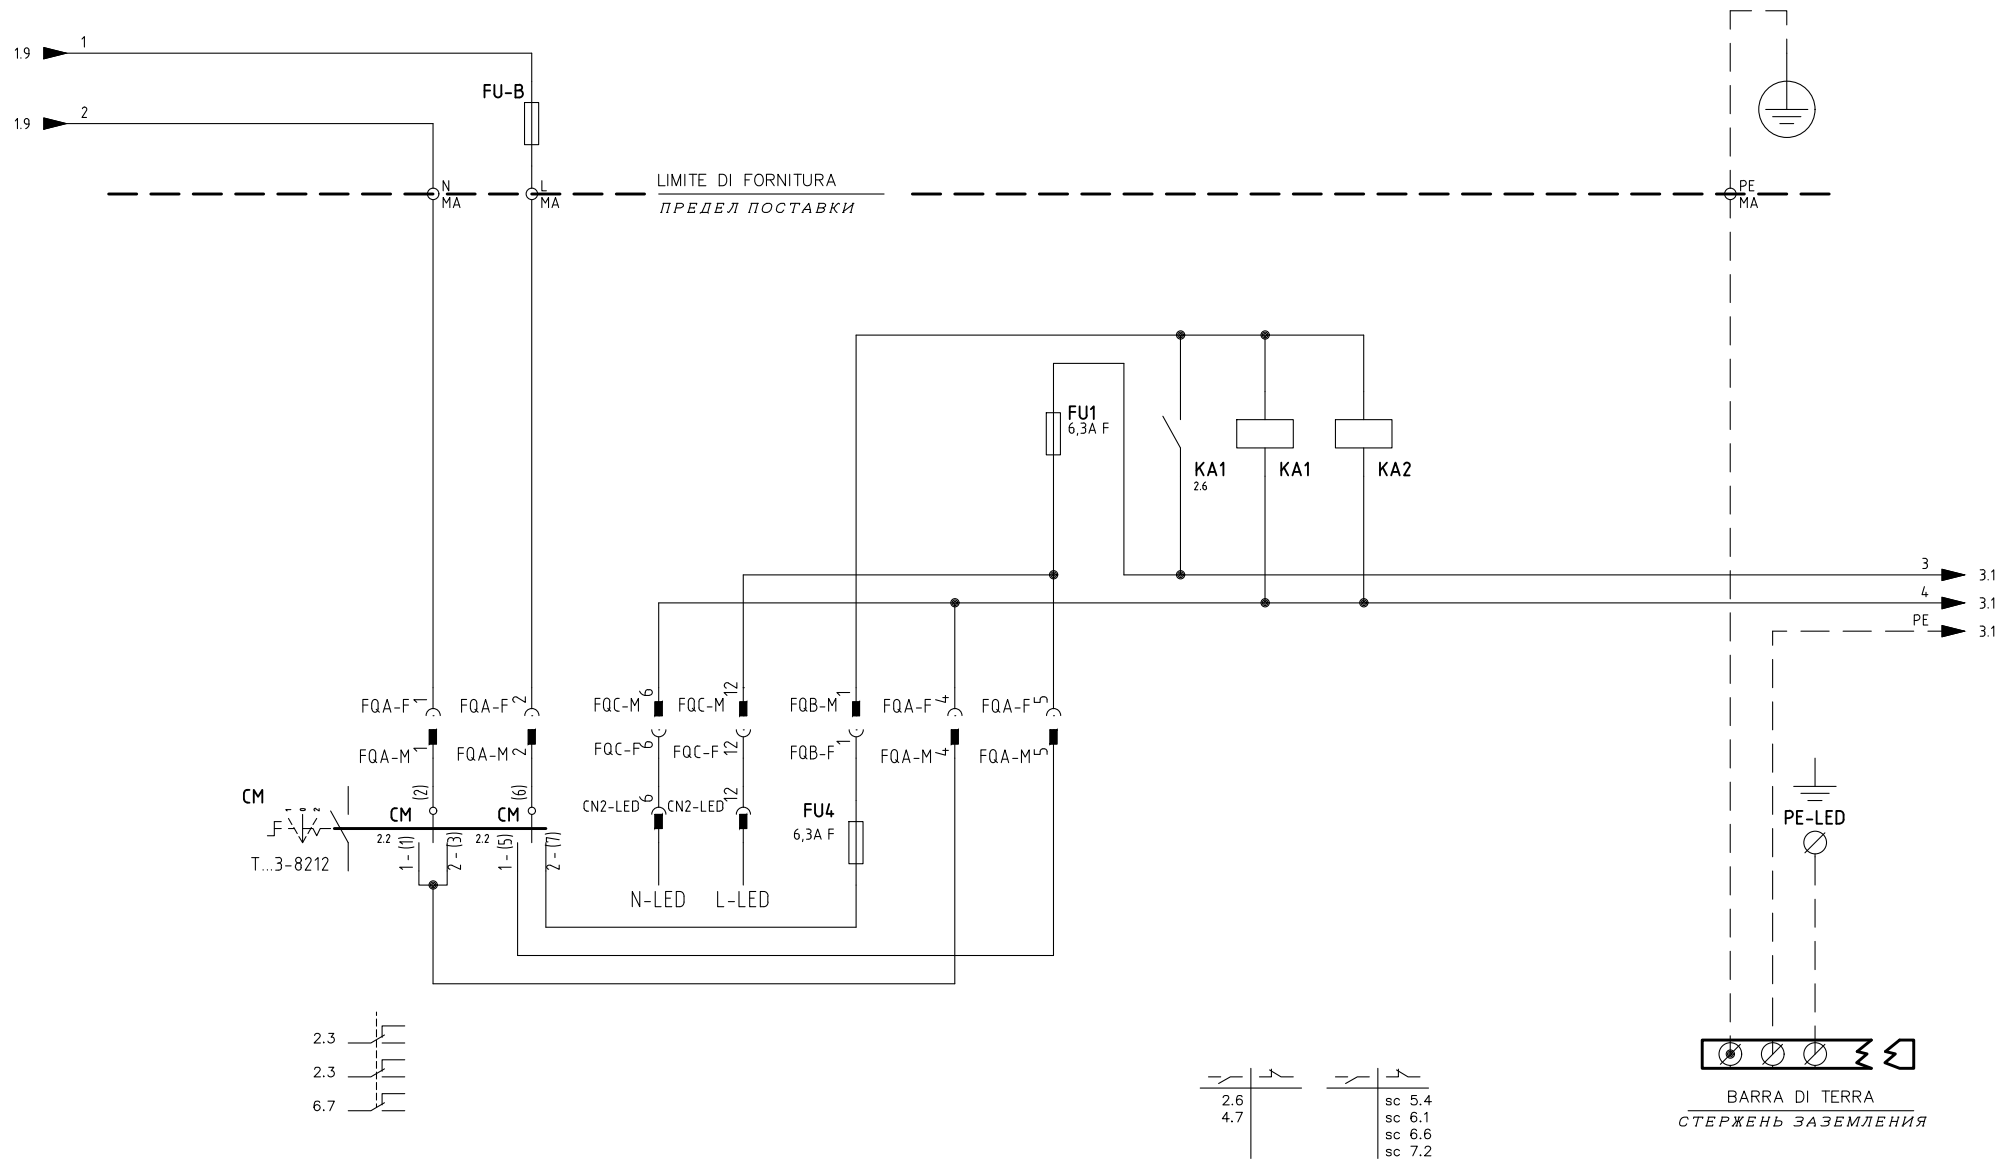 1.9
1
FU-B
1.9
2
N
MA
L
MA
LIMITE DI FORNITURA
ПРЕДЕЛ ПОСТАВКИ
PE
MA
FU1
6,3A F
KA1
2.6
KA1
KA2
3
3.1
4
3.1
PE
3.1
FQA-F 1
FQA-F 2
FQC-M 6
FQC-M 12
FQB-M 1
FQA-F 4
FQA-F 5
FQA-M 1
FQA-M 2
FQC-F 6
FQC-F 12
FQB-F 1
FQA-M 4
FQA-M 5
CM
1 0 2
T...3-8212
(2)
CM
2.2
1-(1)
2-(3)
(6)
CM
2.2
1-(5)
2-(7)
CN2-LED 6
CN2-LED 12
FU4
6,3A F
N-LED
L-LED
PE-LED
2.3
2.3
6.7
2.6
4.7
sc 5.4
sc 6.1
sc 6.6
sc 7.2
BARRA DI TERRA
СТЕРЖЕНЬ ЗАЗЕМЛЕНИЯ